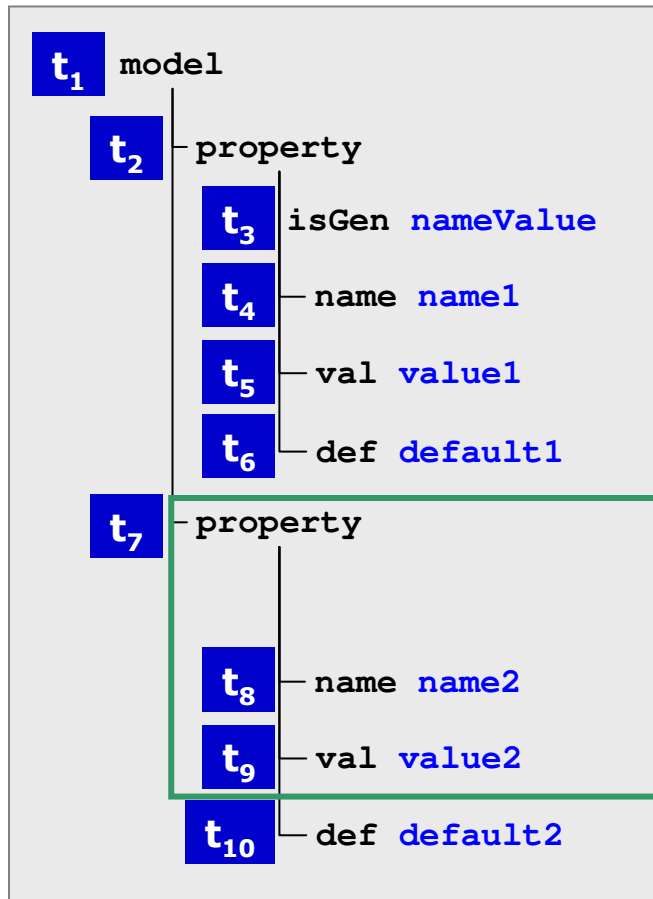 t1 model
t2 property
t3 isGen nameValue
t4 name name1
t5 val value1
t6 def default1
t7 property
t8 name name2
t9 val value2
t10 def default2